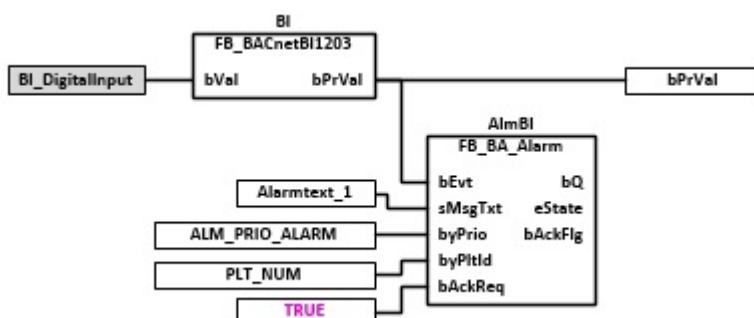 BI
FB_BACnetBI1203
BI_DigitalInput
bVal
bPrVal
bPrVal
AlmBI
FB_BA_Alarm
bEvt
bQ
Alarmtext_1
sMsgTxt
eState
ALM_PRIO_ALARM
byPrio
bAckFlg
PLT_NUM
byPltId
TRUE
bAckReq